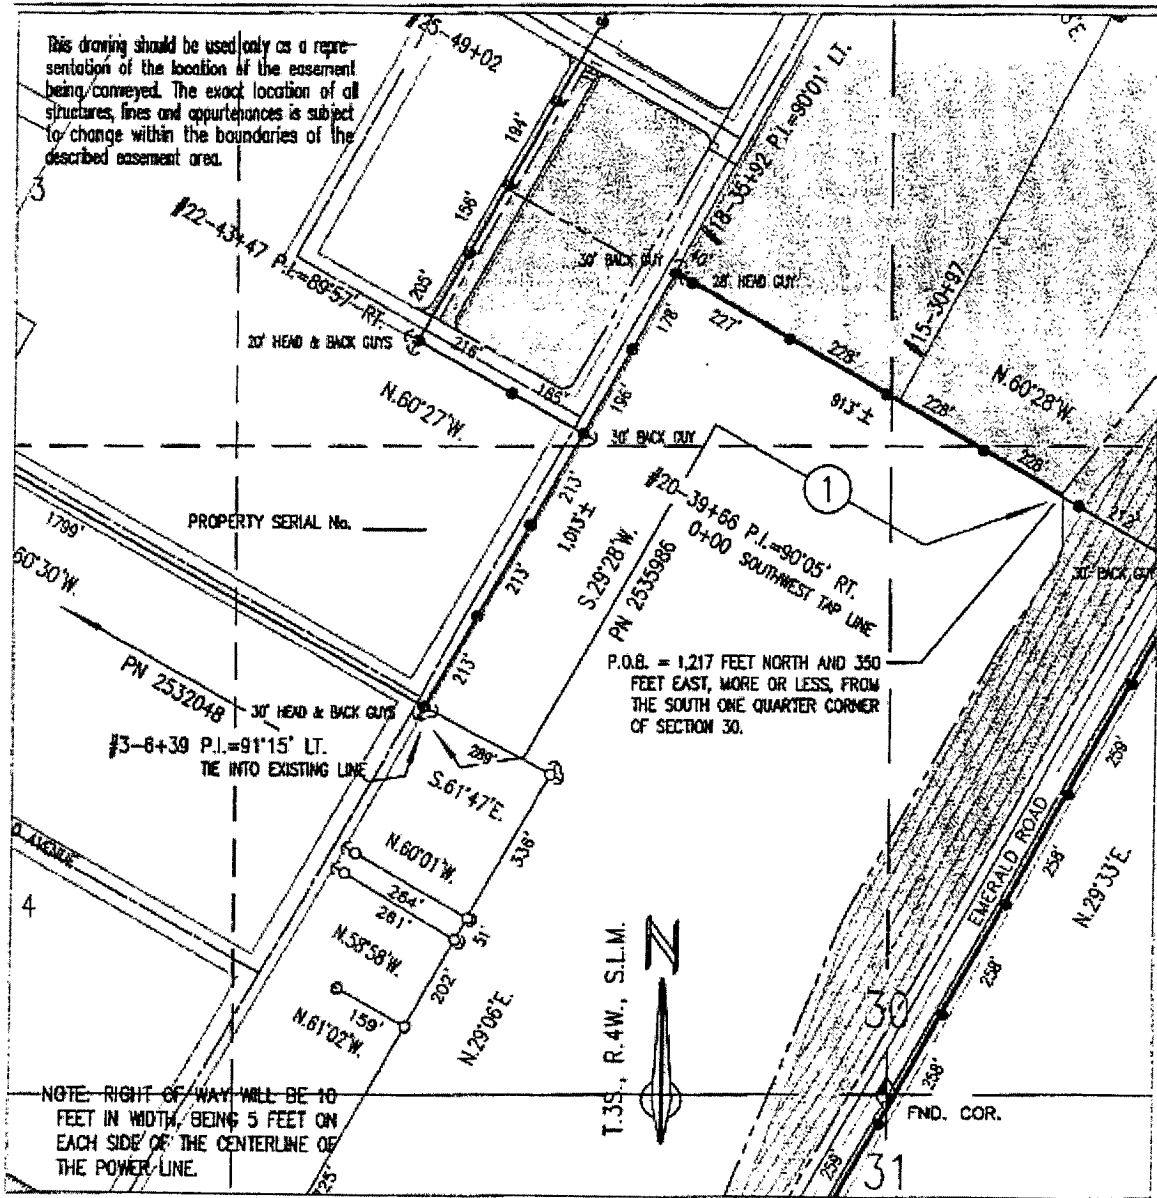 This drawing should be used only as a repre-
sentation of the location of the easement
being conveyed. The exact location of all
structures, lines and appurtenances is subject
to change within the boundaries of the
described easement area.
#25-49+02
3
194'
156'
205'
#22-43+47 P.I.=89°57' RT.
20' HEAD & BACK GUYS
216'
165'
N.60°27'W.
30' BACK GUY
#18-35+92 P.I.=90°01' LT.
28' HEAD GUY
178'
196'
227'
228'
#15-30+97
913'±
228'
228'
N.60°28'W.
212'
30' BACK GUY
30' BACK GUY
1
#20-39+66 P.I.=90°05' RT.
0+00 SOUTHWEST TAP LINE
213'
1,013'±
213'
213'
S.29°28'W.
PN 2535986
PROPERTY SERIAL No.
1799'
60°30'W.
PN 2532048
P.O.B. = 1,217 FEET NORTH AND 350
FEET EAST, MORE OR LESS, FROM
THE SOUTH ONE QUARTER CORNER
OF SECTION 30.
30' HEAD & BACK GUYS
#3-6+39 P.I.=91°15' LT.
TIE INTO EXISTING LINE
289'
S.61°47'E.
336'
N.60°01'W.
264'
261'
51'
N.58°58'W.
202'
159'
N.61°02'W.
N.29°06'E.
AVENUE
4
T.3S., R.4W., S.L.M.
N
EMERALD ROAD
259'
258'
258'
258'
259'
N.29°33'E.
30
FND. COR.
31
NOTE: RIGHT OF WAY WILL BE 10
FEET IN WIDTH, BEING 5 FEET ON
EACH SIDE OF THE CENTERLINE OF
THE POWER LINE.
725'